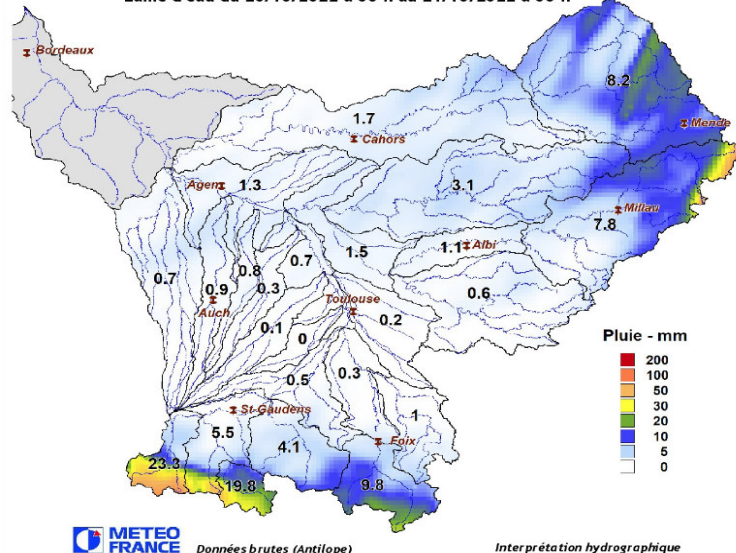 Bordeaux
8.2
1.7
Cahors
Mende
Agen
1.3
3.1
Millau
7.8
1.1
Albi
1.5
0.7
0.7
0.8
0.9
0.3
0.6
Auch
Toulouse
0.2
0.1
0
Pluie - mm
200
100
50
30
20
10
5
0
0.3
0.5
St-Gaudens
1
5.5
4.1
Foix
23.3
19.8
9.8
METEO
FRANCE
Données brutes (Antilope)
Interprétation hydrographique